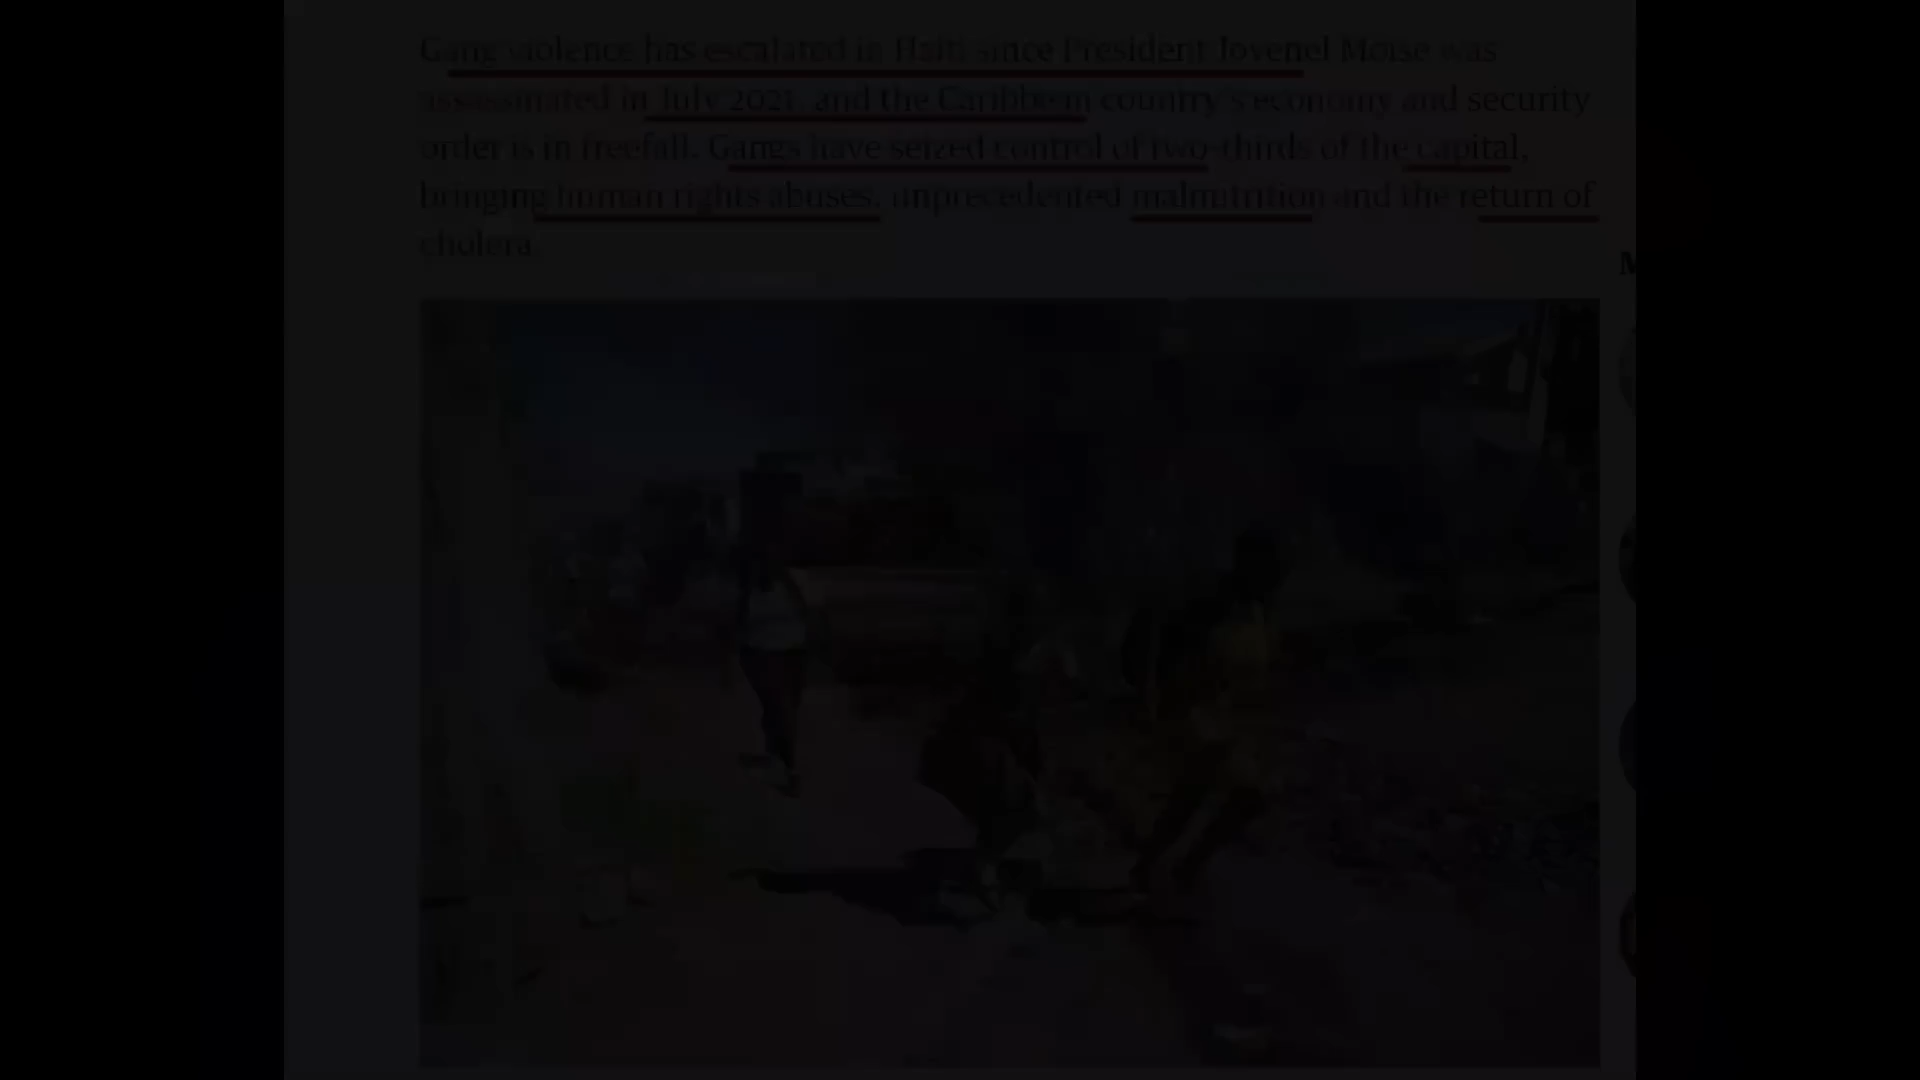 Gang violence has escalated in Haiti since President Jovenel Moïse was
assassinated in July 2021, and the Caribbean country's economy and security
order is in freefall. Gangs have seized control of two-thirds of the capital,
bringing human rights abuses, unprecedented malnutrition and the return of
cholera.
M